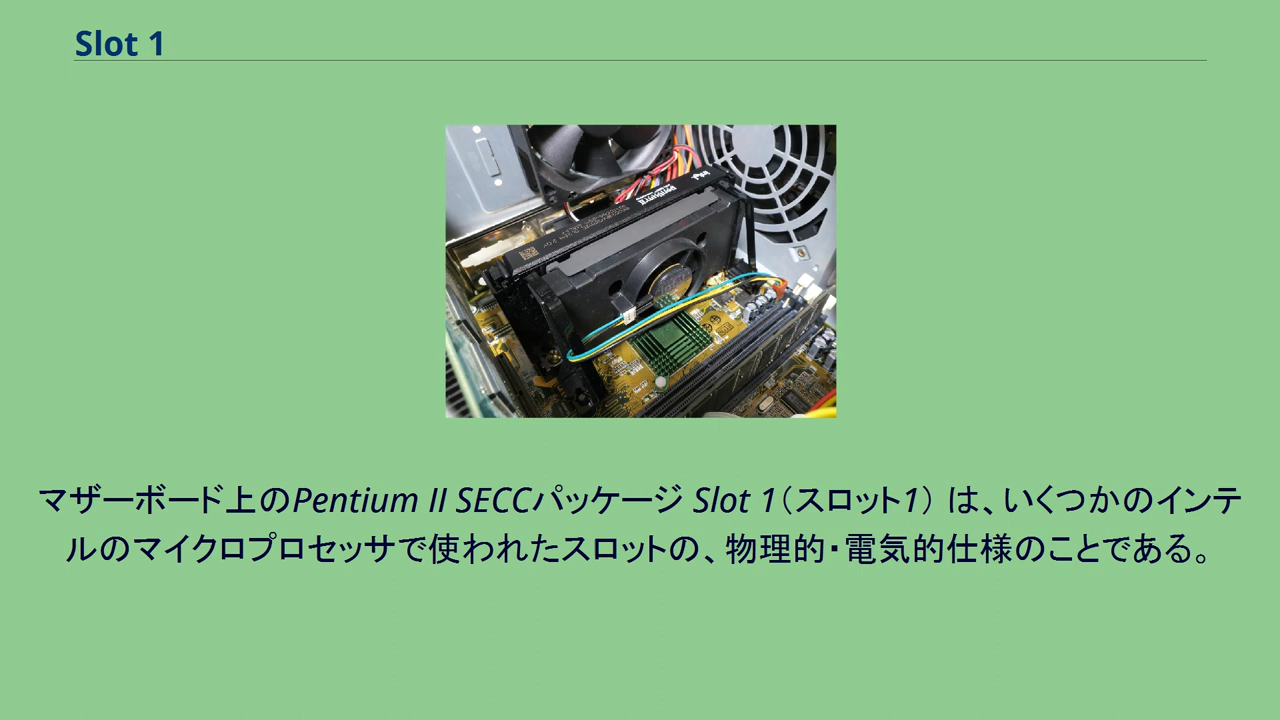 Slot 1
intel
pentium II
マザーボード上のPentium II SECCパッケージ Slot 1（スロット1） は、いくつかのインテ
ルのマイクロプロセッサで使われたスロットの、物理的・電気的仕様のことである。